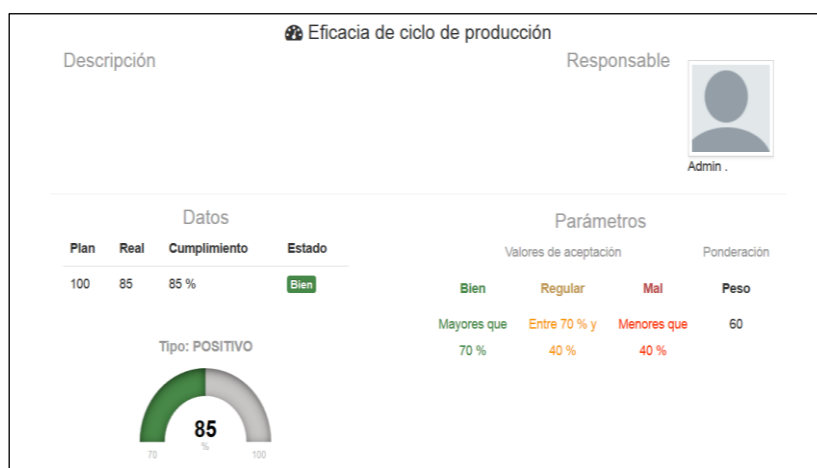 Eficacia de ciclo de producción
Descripción
Responsable
Admin .
Datos
Plan Real Cumplimiento Estado
100 85 85 % Bien
Tipo: POSITIVO
85
%
70 100
Parámetros
Valores de aceptación Ponderación
Bien Regular Mal Peso
Mayores que Entre 70 % y Menores que 60
70 % 40 % 40 %